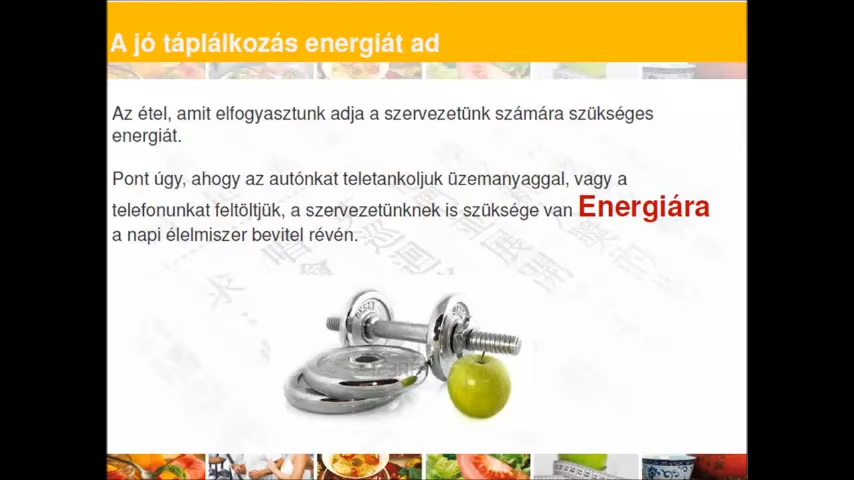 A jó táplálkozás energiát ad
Az étel, amit elfogyasztunk adja a szervezetünk számára szükséges
energiát.
Pont úgy, ahogy az autónkat teletankoljuk üzemanyaggal, vagy a
telefonunkat feltöltjük, a szervezetünknek is szüksége van Energiára
a napi élelmiszer bevitel révén.